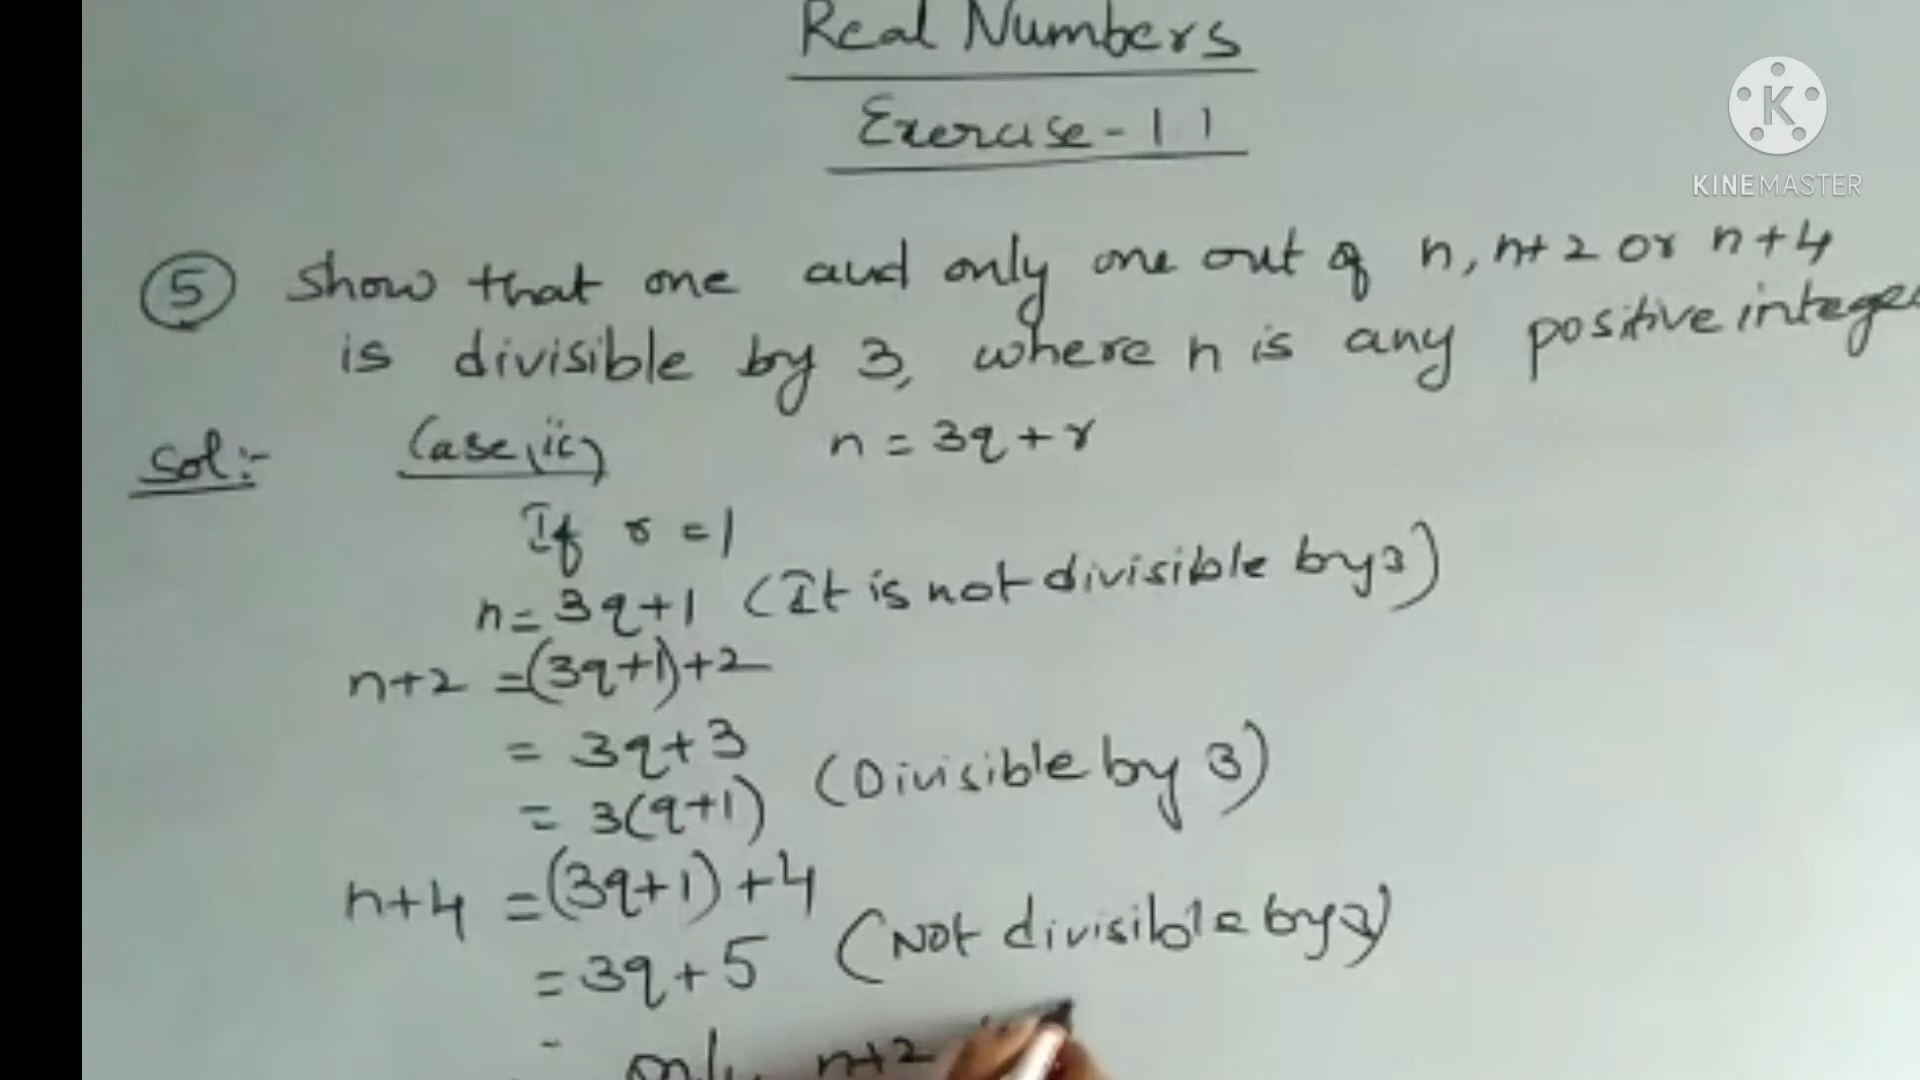 Real Numbers
Exercise - 1.1
KINEMASTER
5 Show that one and only one out of n, n+2 or n+4
is divisible by 3, where n is any positive intege
Sol:- Case (ii) n = 3q + r
If r = 1
n = 3q+1 (It is not divisible by 3)
n+2 = (3q+1)+2
= 3q+3
= 3(q+1) (Divisible by 3)
n+4 = (3q+1)+4
= 3q+5 (Not divisible by 3)
only n+2